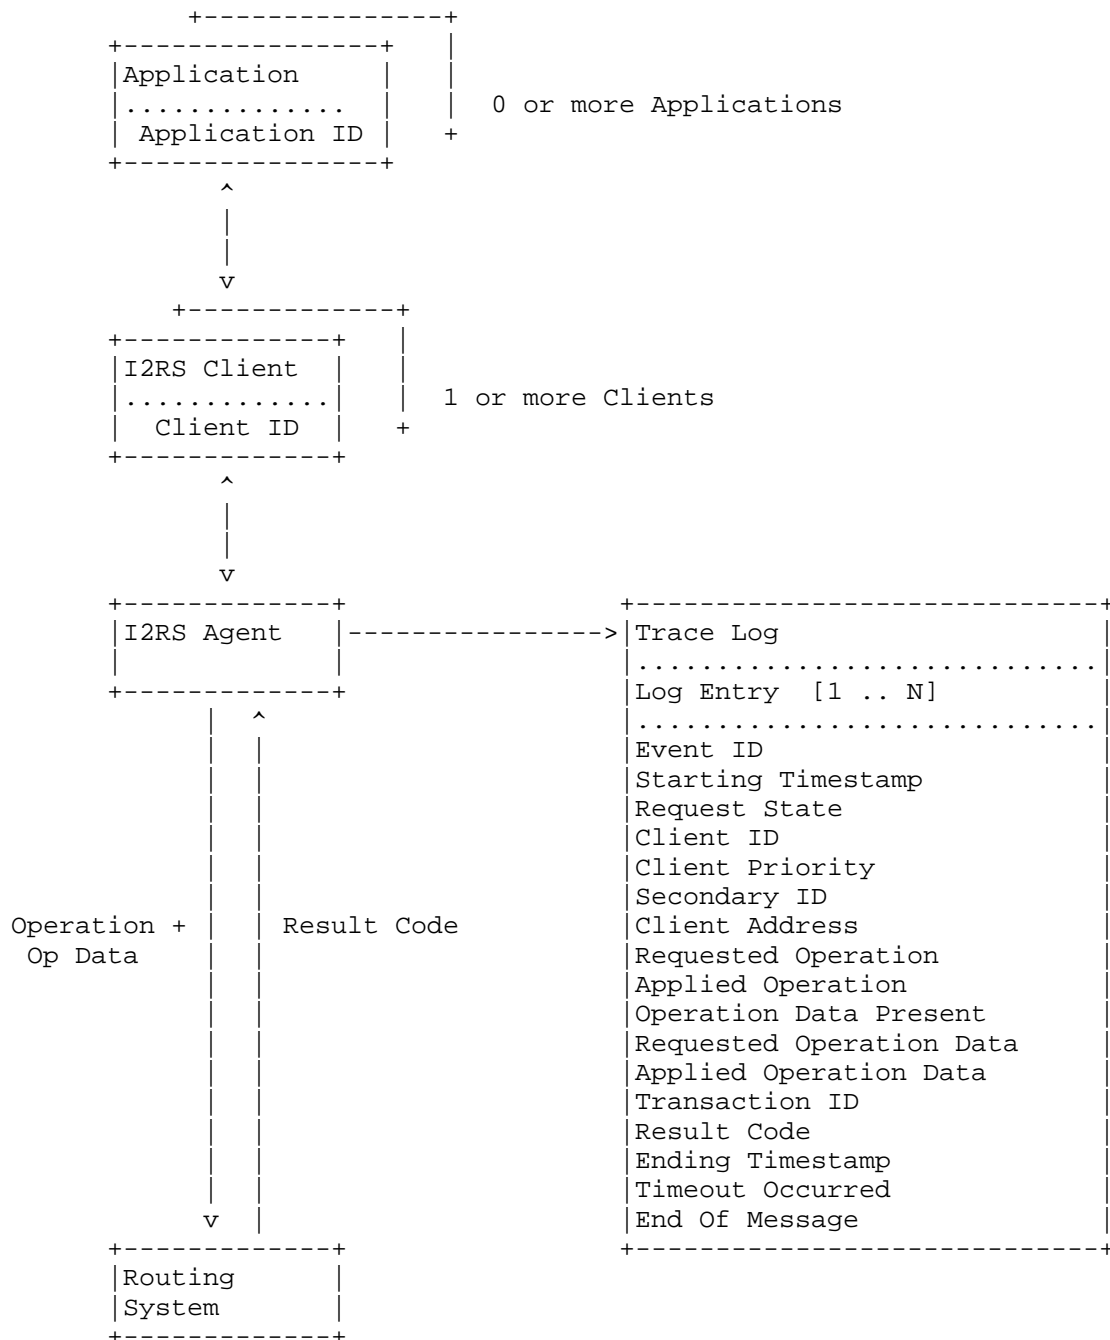 Application
..............
0 or more Applications
Application ID
I2RS Client
.............
1 or more Clients
Client ID
I2RS Agent
Trace Log
.............................
Log Entry [1 .. N]
.............................
Event ID
Starting Timestamp
Request State
Client ID
Client Priority
Secondary ID
Client Address
Requested Operation
Applied Operation
Operation Data Present
Requested Operation Data
Applied Operation Data
Transaction ID
Result Code
Ending Timestamp
Timeout Occurred
End Of Message
Operation +
Op Data
Result Code
Routing
System